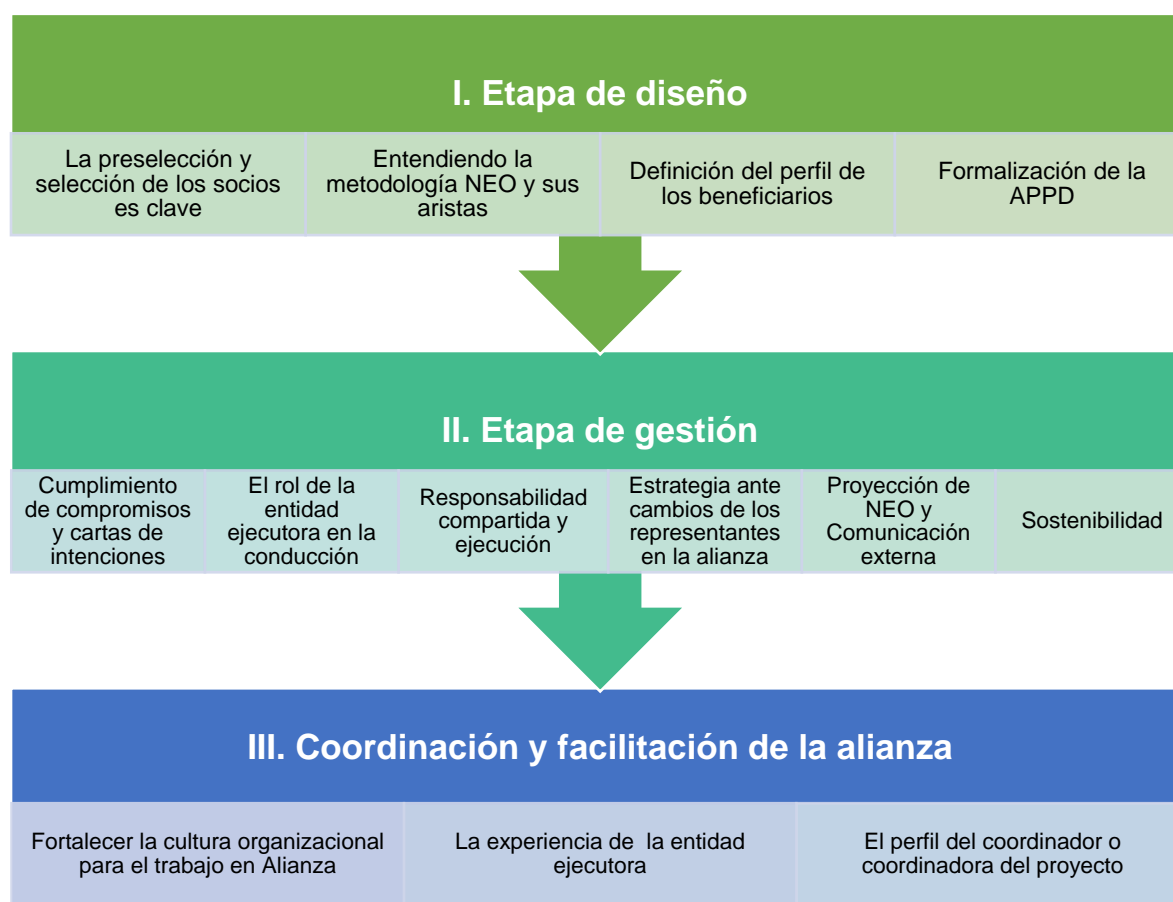 I. Etapa de diseño
La preselección y
selección de los socios
es clave
Entendiendo la
metodología NEO y sus
aristas
Definición del perfil de
los beneficiarios
Formalización de la
APPD
II. Etapa de gestión
Cumplimiento
de compromisos
y cartas de
intenciones
El rol de la
entidad
ejecutora en la
conducción
Responsabilidad
compartida y
ejecución
Estrategia ante
cambios de los
representantes
en la alianza
Proyección de
NEO y
Comunicación
externa
Sostenibilidad
III. Coordinación y facilitación de la alianza
Fortalecer la cultura organizacional
para el trabajo en Alianza
La experiencia de la entidad
ejecutora
El perfil del coordinador o
coordinadora del proyecto